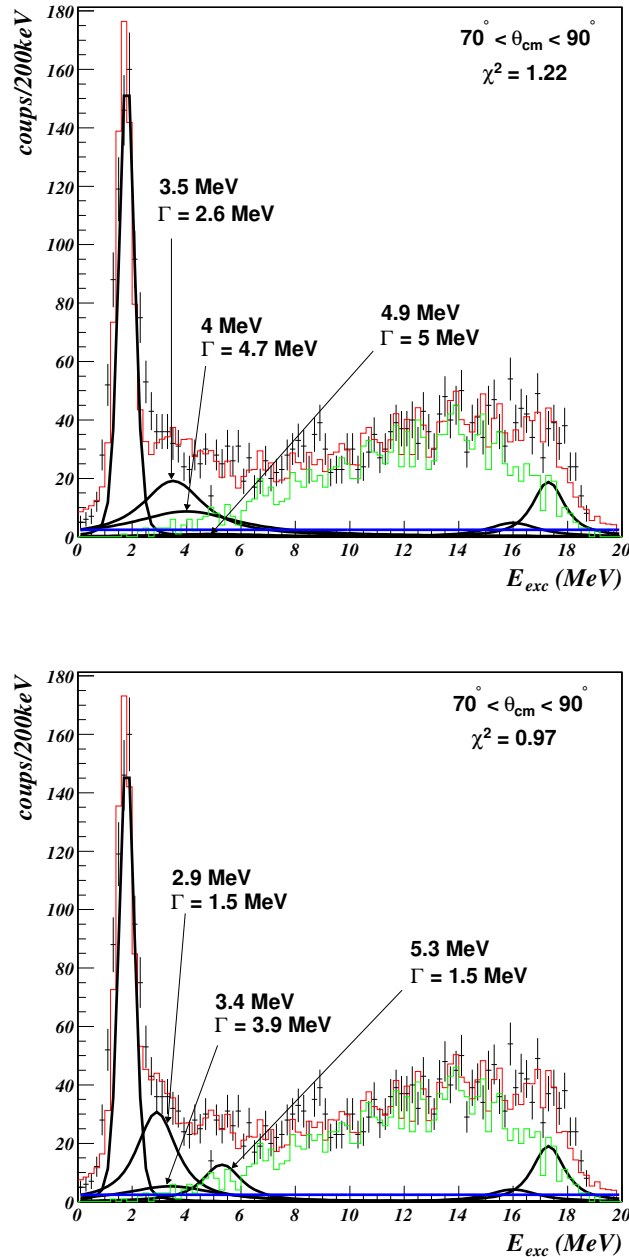 coups/200keV
180
160
140
120
100
80
60
40
20
0
70° < θcm < 90°
χ² = 1.22
3.5 MeV
Γ = 2.6 MeV
4 MeV
Γ = 4.7 MeV
4.9 MeV
Γ = 5 MeV
0 2 4 6 8 10 12 14 16 18 20
E_exc (MeV)
coups/200keV
180
160
140
120
100
80
60
40
20
0
70° < θcm < 90°
χ² = 0.97
2.9 MeV
Γ = 1.5 MeV
3.4 MeV
Γ = 3.9 MeV
5.3 MeV
Γ = 1.5 MeV
0 2 4 6 8 10 12 14 16 18 20
E_exc (MeV)